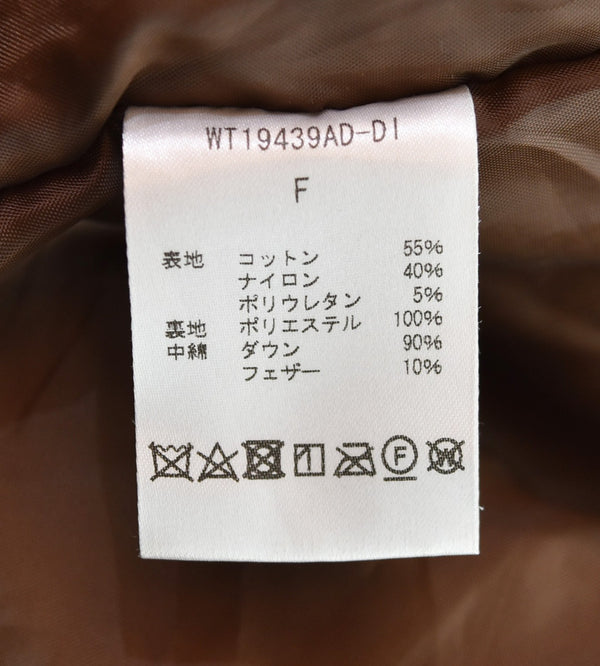 WT19439AD-DI
F
表地 コットン 55%
ナイロン 40%
ポリウレタン 5%
裏地 ポリエステル 100%
中綿 ダウン 90%
フェザー 10%
F W